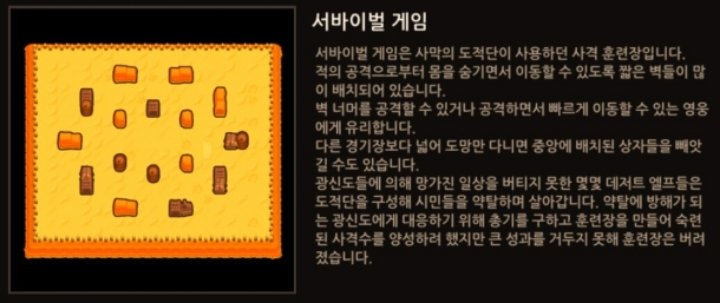 서바이벌 게임
서바이벌 게임은 사막의 도적단이 사용하던 사격 훈련장입니다.
적의 공격으로부터 몸을 숨기면서 이동할 수 있도록 짧은 벽들이 많
이 배치되어 있습니다.
벽 너머를 공격할 수 있거나 공격하면서 빠르게 이동할 수 있는 영웅
에게 유리합니다.
다른 경기장보다 넓어 도망만 다니면 중앙에 배치된 상자들을 빼앗
길 수도 있습니다.
광신도들에 의해 망가진 일상을 버티지 못한 몇몇 데저트 엘프들은
도적단을 구성해 시민들을 약탈하며 살아갑니다. 약탈에 방해가 되
는 광신도에게 대응하기 위해 총기를 구하고 훈련장을 만들어 숙련
된 사격수를 양성하려 했지만 큰 성과를 거두지 못해 훈련장은 버려
졌습니다.